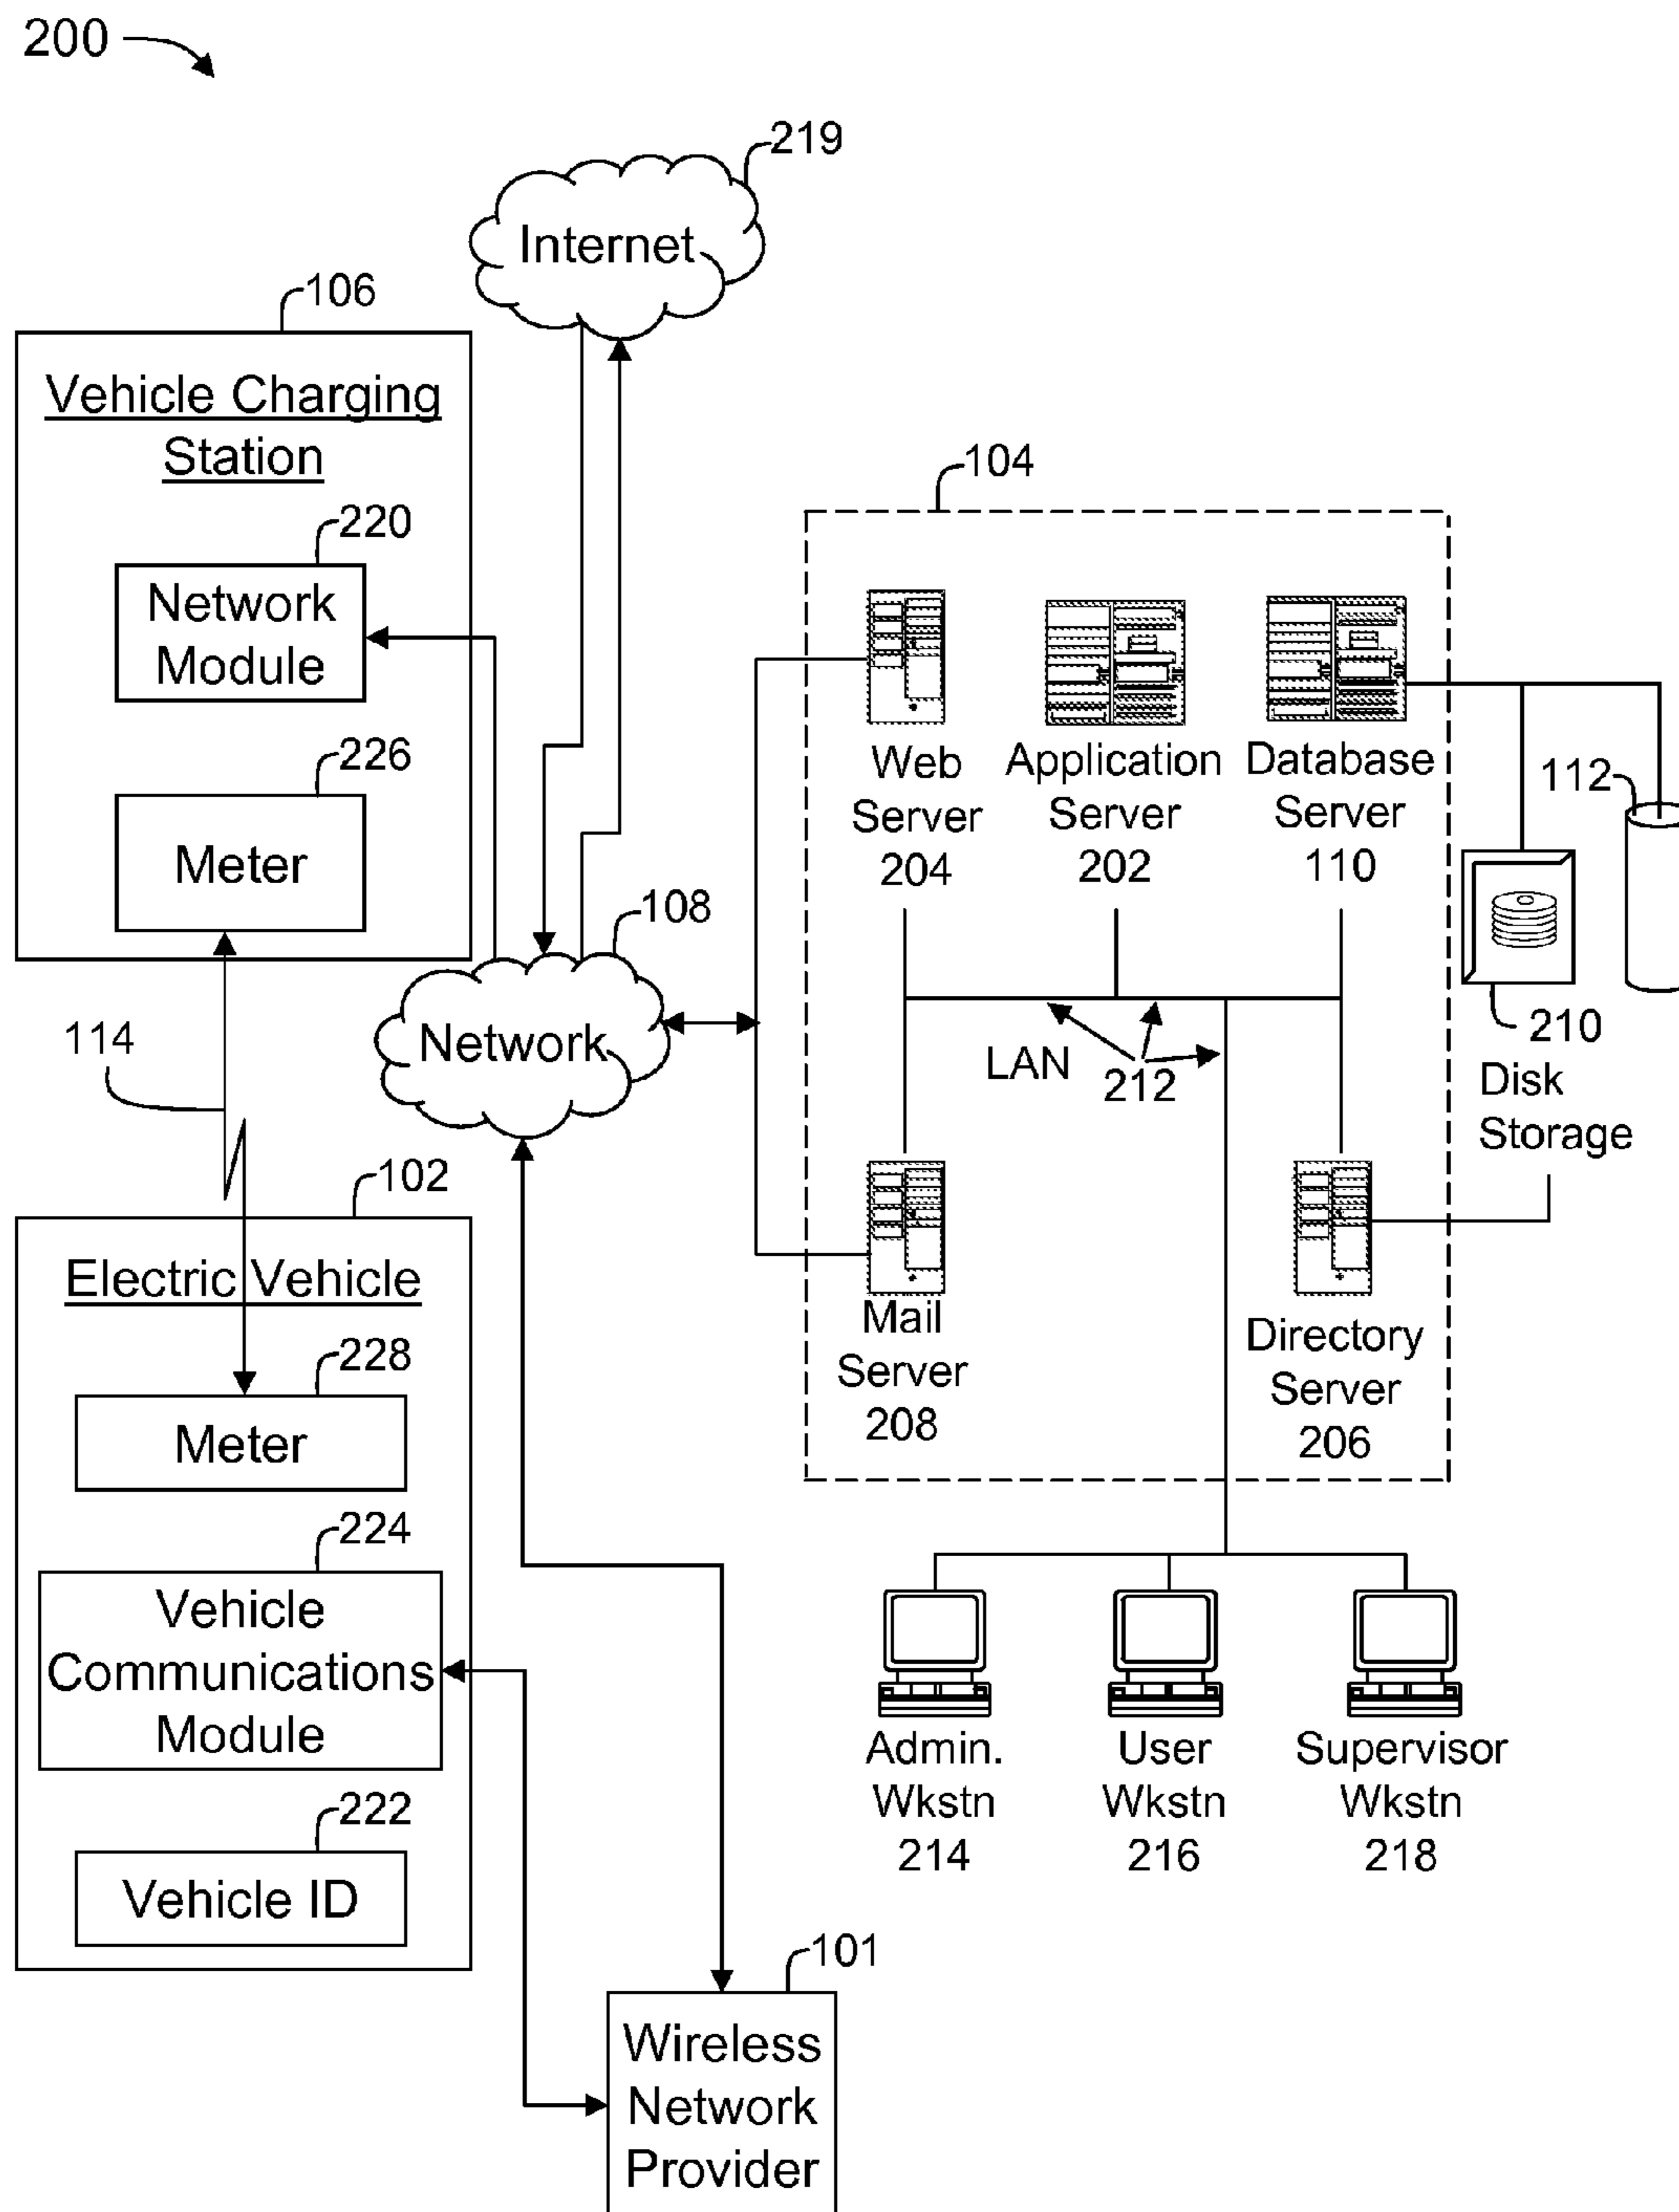 200
219
Internet
106
Vehicle Charging
Station
220
Network
Module
226
Meter
108
Network
114
104
Web
Server
204
Application
Server
202
Database
Server
110
112
210
Disk
Storage
LAN
212
Mail
Server
208
Directory
Server
206
102
Electric Vehicle
228
Meter
224
Vehicle
Communications
Module
222
Vehicle ID
Admin.
Wkstn
214
User
Wkstn
216
Supervisor
Wkstn
218
101
Wireless
Network
Provider